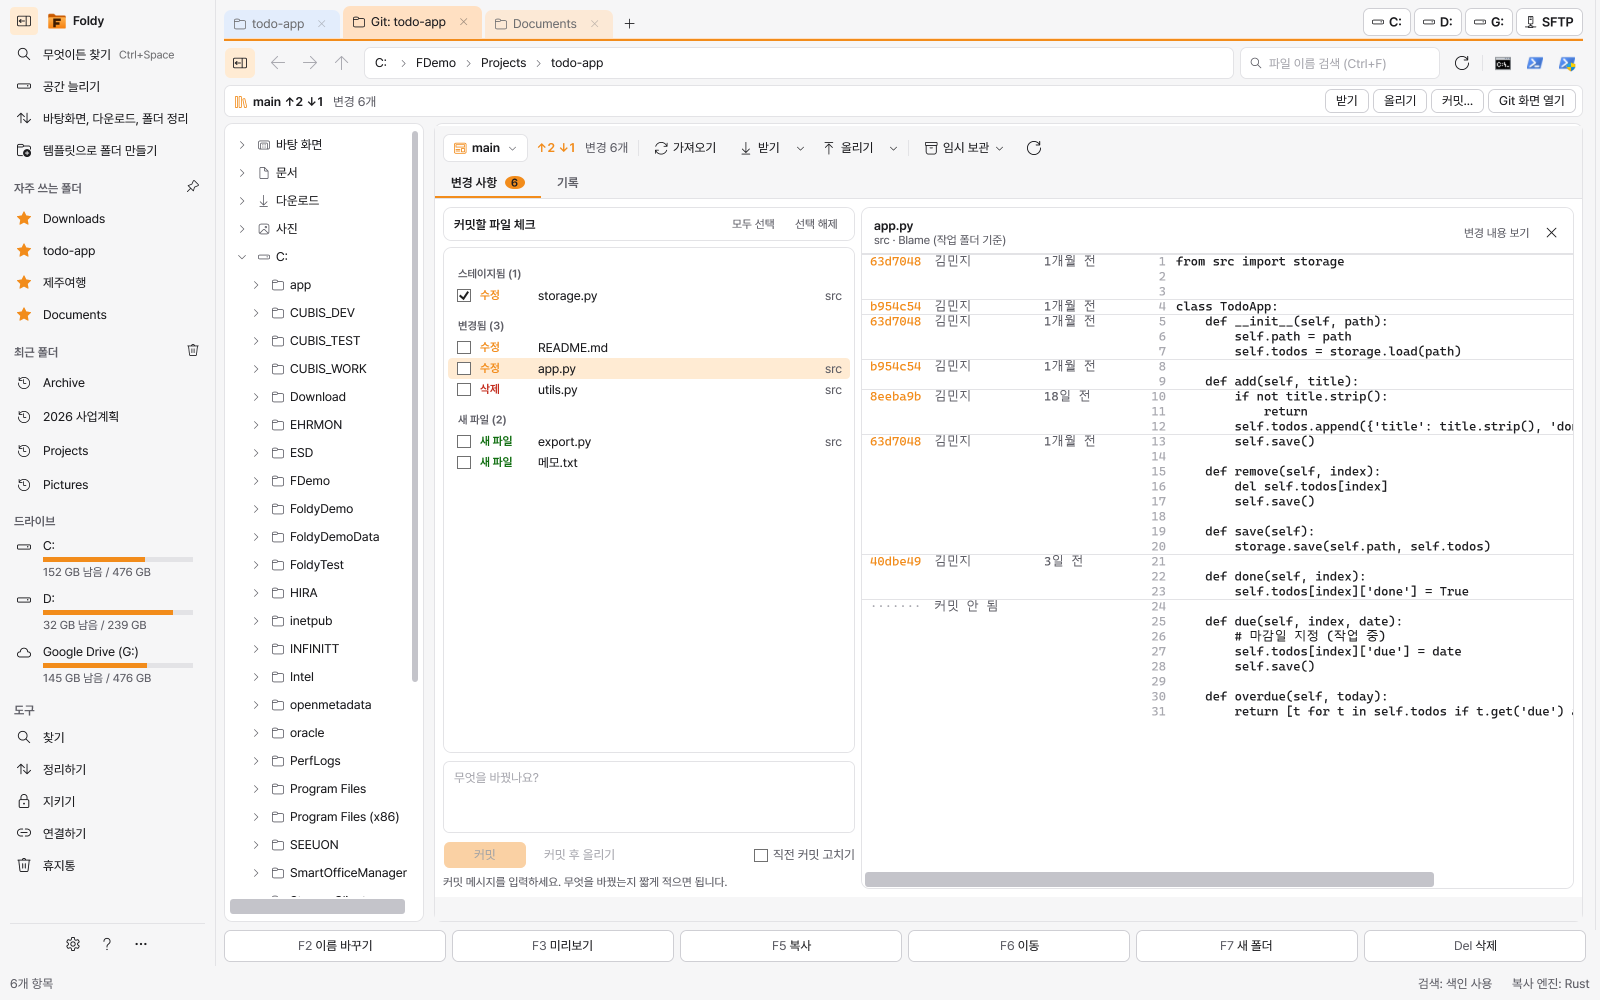 Foldy
무엇이든 찾기 Ctrl+Space
공간 늘리기
바탕화면, 다운로드, 폴더 정리
템플릿으로 폴더 만들기
자주 쓰는 폴더
Downloads
todo-app
제주여행
Documents
최근 폴더
Archive
2026 사업계획
Projects
Pictures
드라이브
C:
152 GB 남음 / 476 GB
D:
32 GB 남음 / 239 GB
Google Drive (G:)
145 GB 남음 / 476 GB
도구
찾기
정리하기
지키기
연결하기
휴지통
6개 항목
todo-app
Git: todo-app
Documents
C:
D:
G:
SFTP
C: > FDemo > Projects > todo-app
파일 이름 검색 (Ctrl+F)
main ↑2 ↓1 변경 6개
받기
올리기
커밋...
Git 화면 열기
바탕 화면
문서
다운로드
사진
C:
app
CUBIS_DEV
CUBIS_TEST
CUBIS_WORK
Download
EHRMON
ESD
FDemo
FoldyDemo
FoldyDemoData
FoldyTest
HIRA
inetpub
INFINITT
Intel
openmetadata
oracle
PerfLogs
Program Files
Program Files (x86)
SEEUON
SmartOfficeManager
main ↑2 ↓1 변경 6개 가져오기 받기 올리기 임시 보관
변경 사항 6 기록
커밋할 파일 체크 모두 선택 선택 해제
스테이지됨 (1)
수정 storage.py src
변경됨 (3)
수정 README.md
수정 app.py src
삭제 utils.py src
새 파일 (2)
새 파일 export.py src
새 파일 메모.txt
무엇을 바꿨나요?
커밋 커밋 후 올리기 직전 커밋 고치기
커밋 메시지를 입력하세요. 무엇을 바꿨는지 짧게 적으면 됩니다.
app.py
src · Blame (작업 폴더 기준)
변경 내용 보기
63d7048 김민지 1개월 전 1 from src import storage
2
3
b954c54 김민지 1개월 전 4 class TodoApp:
63d7048 김민지 1개월 전 5 def __init__(self, path):
6 self.path = path
7 self.todos = storage.load(path)
b954c54 김민지 1개월 전 8
9 def add(self, title):
8eeba9b 김민지 18일 전 10 if not title.strip():
11 return
12 self.todos.append({'title': title.strip(), 'don
63d7048 김민지 1개월 전 13 self.save()
14
15 def remove(self, index):
16 del self.todos[index]
17 self.save()
18
19 def save(self):
20 storage.save(self.path, self.todos)
40dbe49 김민지 3일 전 21
22 def done(self, index):
23 self.todos[index]['done'] = True
······· 커밋 안 됨 24
25 def due(self, index, date):
26 # 마감일 지정 (작업 중)
27 self.todos[index]['due'] = date
28 self.save()
29
30 def overdue(self, today):
31 return [t for t in self.todos if t.get('due')
F2 이름 바꾸기
F3 미리보기
F5 복사
F6 이동
F7 새 폴더
Del 삭제
검색: 색인 사용
복사 엔진: Rust